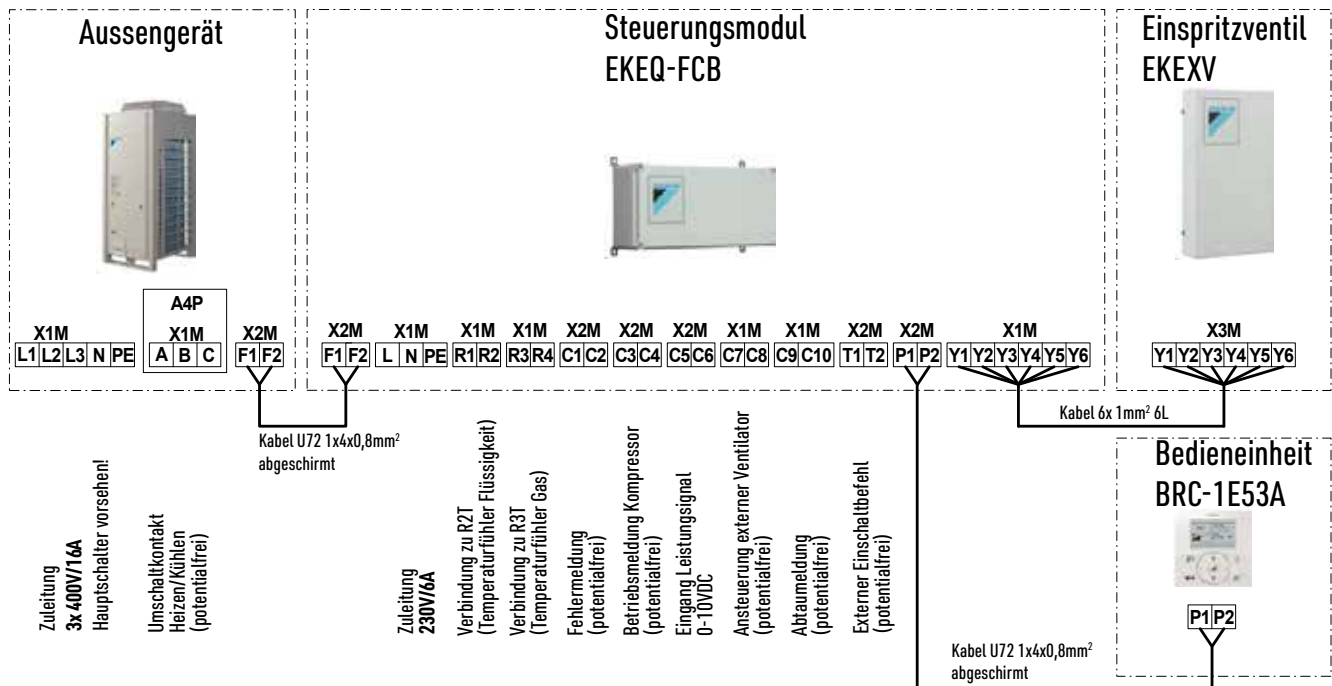 Aussengerät
Steuerungsmodul
EKEQ-FCB
Einspritzventil
EKEXV
A4P
X1M X1M X2M
L1 L2 L3 N PE A B C F1 F2
X2M X1M X1M X1M X2M X2M X2M X1M X1M X2M X2M X1M
F1 F2 L N PE R1 R2 R3 R4 C1 C2 C3 C4 C5 C6 C7 C8 C9 C10 T1 T2 P1 P2 Y1 Y2 Y3 Y4 Y5 Y6
X3M
Y1 Y2 Y3 Y4 Y5 Y6
Kabel U72 1x4x0,8mm²
abgeschirmt
Kabel 6x 1mm² 6L
Zuleitung
3x 400V/16A
Hauptschalter vorsehen!
Umschaltkontakt
Heizen/Kühlen
(potentialfrei)
Zuleitung
230V/6A
Verbindung zu R2T
(Temperaturfühler Flüssigkeit)
Verbindung zu R3T
(Temperaturfühler Gas)
Fehlermeldung
(potentialfrei)
Betriebsmeldung Kompressor
(potentialfrei)
Eingang Leistungsignal
0-10VDC
Ansteuerung externer Ventilator
(potentialfrei)
Abtaumeldung
(potentialfrei)
Externer Einschaltbefehl
(potentialfrei)
Bedieneinheit
BRC-1E53A
P1 P2
Kabel U72 1x4x0,8mm²
abgeschirmt